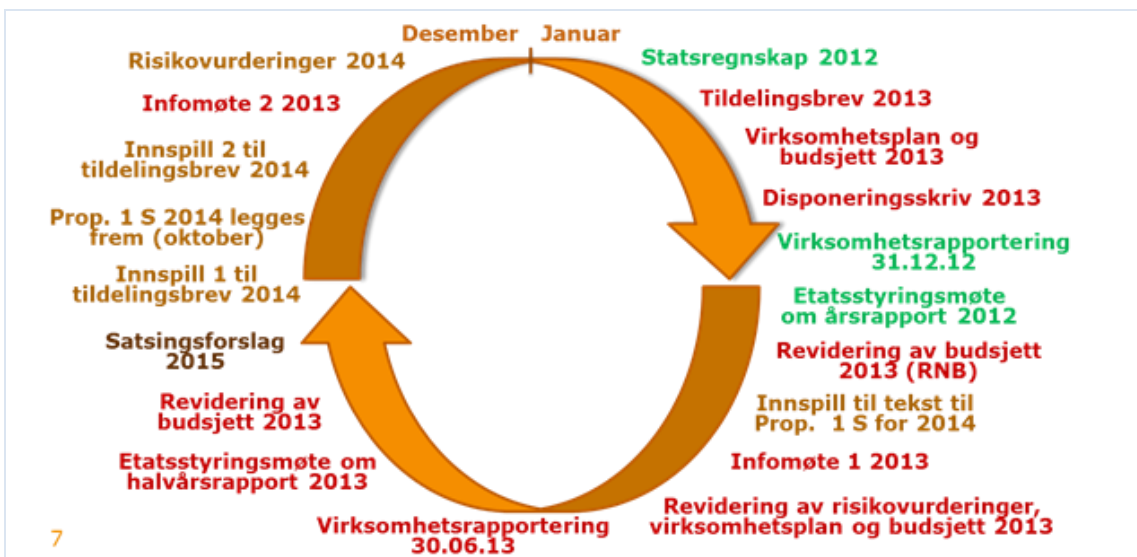 Desember
Januar
Statsregnskap 2012
Tildelingsbrev 2013
Virksomhetsplan og
budsjett 2013
Disponeringsskriv 2013
Virksomhetsrapportering
31.12.12
Etatsstyringsmøte
om årsrapport 2012
Revidering av budsjett
2013 (RNB)
Innspill til tekst til
Prop. 1 S for 2014
Infomøte 1 2013
Revidering av risikovurderinger,
virksomhetsplan og budsjett 2013
Virksomhetsrapportering
30.06.13
Etatsstyringsmøte om
halvårsrapport 2013
Revidering av
budsjett 2013
Satsingsforslag
2015
Innspill 1 til
tildelingsbrev 2014
Prop. 1 S 2014 legges
frem (oktober)
Innspill 2 til
tildelingsbrev 2014
Infomøte 2 2013
Risikovurderinger 2014
7